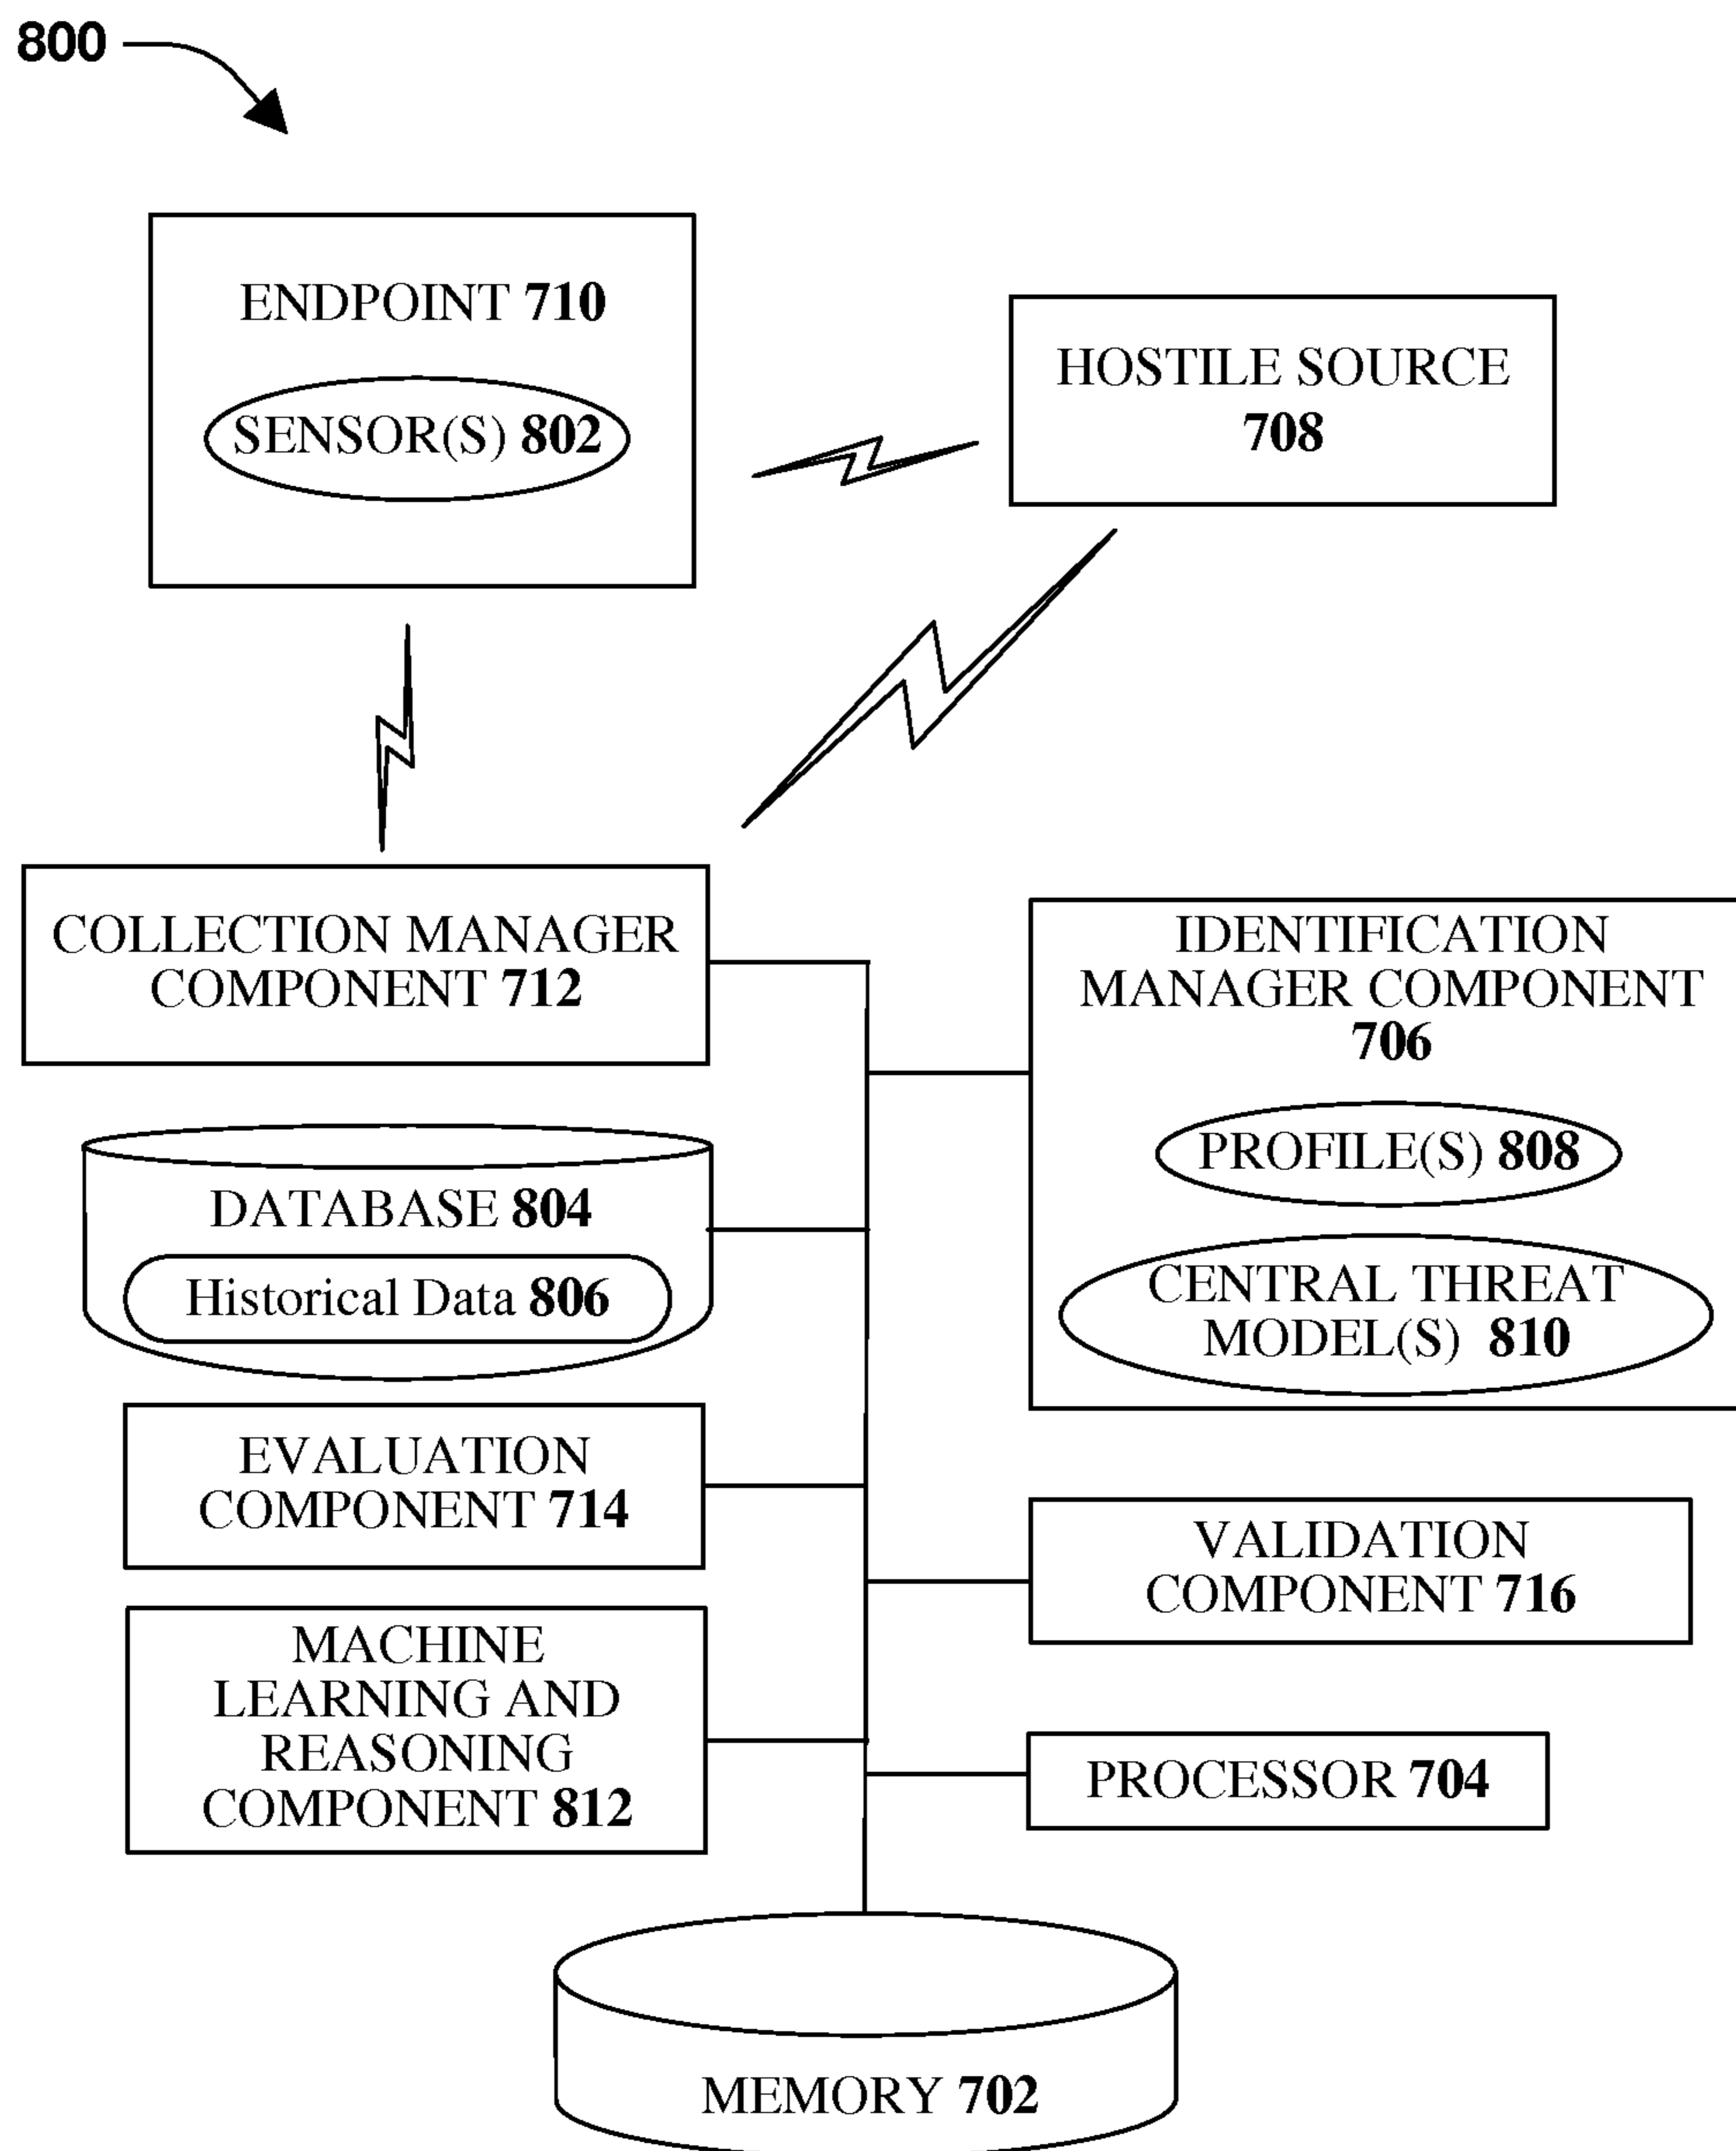 800
ENDPOINT 710
SENSOR(S) 802
HOSTILE SOURCE
708
COLLECTION MANAGER
COMPONENT 712
IDENTIFICATION
MANAGER COMPONENT
706
PROFILE(S) 808
CENTRAL THREAT
MODEL(S) 810
DATABASE 804
Historical Data 806
EVALUATION
COMPONENT 714
VALIDATION
COMPONENT 716
MACHINE
LEARNING AND
REASONING
COMPONENT 812
PROCESSOR 704
MEMORY 702